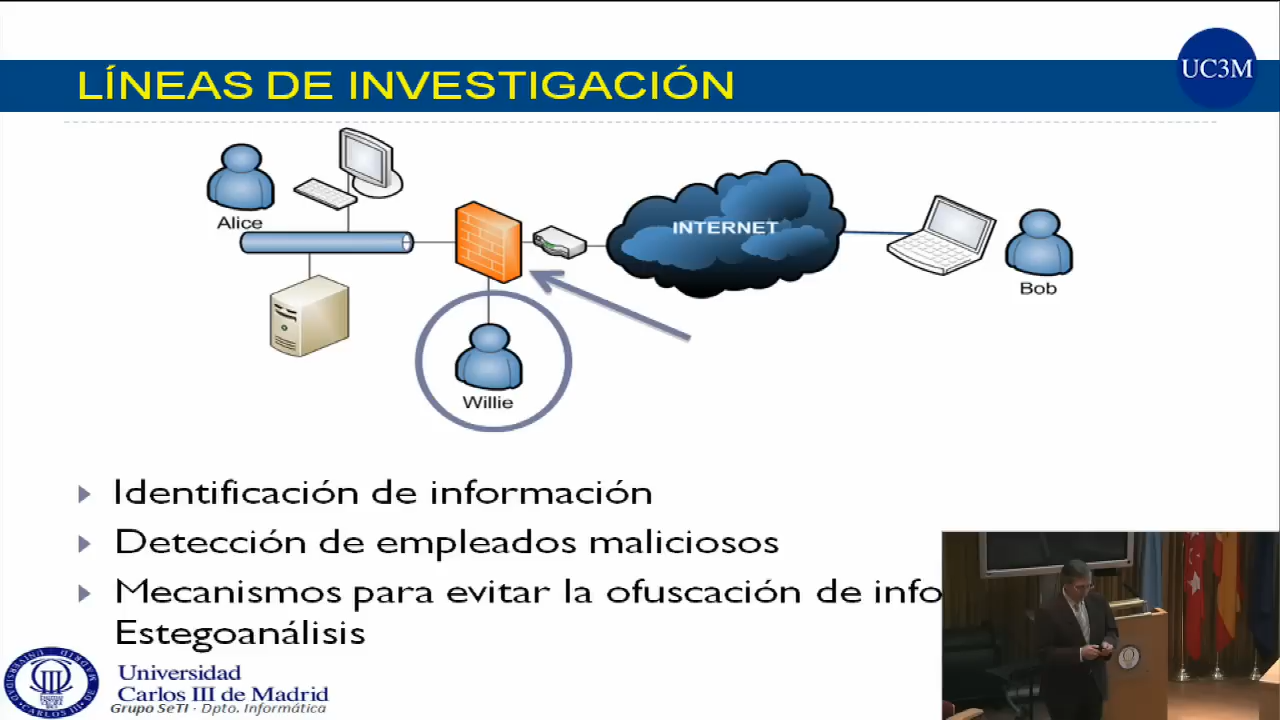 LÍNEAS DE INVESTIGACIÓN
UC3M
Alice
INTERNET
Bob
Willie
Identificación de información
Detección de empleados maliciosos
Mecanismos para evitar la ofuscación de info
Estegoanálisis
Universidad
Carlos III de Madrid
Grupo SeTI · Dpto. Informática